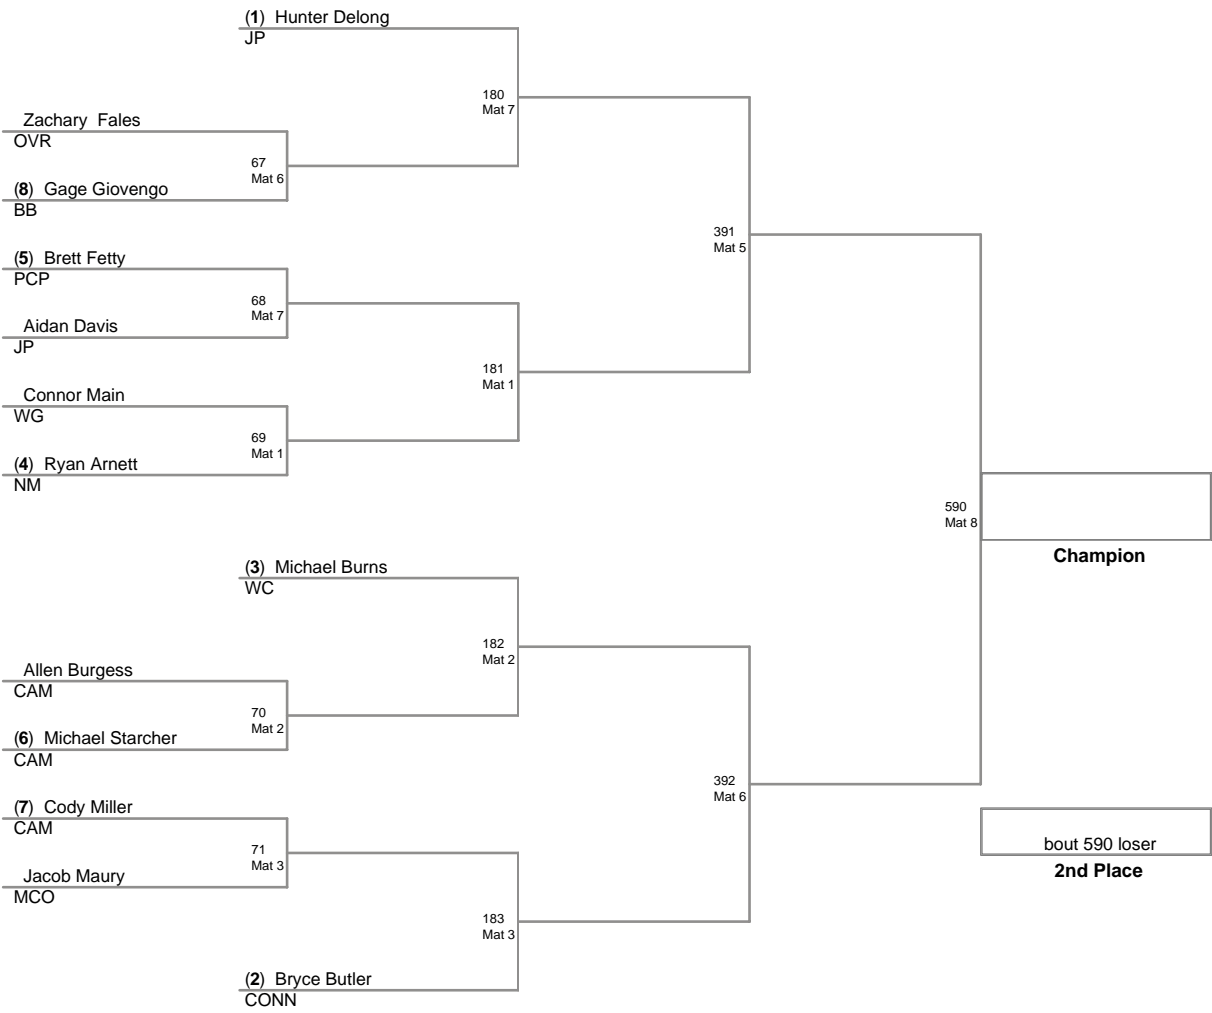 (1) Hunter Delong
JP
180
Mat 7
Zachary  Fales
OVR
67
Mat 6
(8) Gage Giovengo
BB
391
Mat 5
(5) Brett Fetty
PCP
68
Mat 7
Aidan Davis
JP
181
Mat 1
Connor Main
WG
69
Mat 1
(4) Ryan Arnett
NM
590
Mat 8
Champion
(3) Michael Burns
WC
182
Mat 2
Allen Burgess
CAM
70
Mat 2
(6) Michael Starcher
CAM
392
Mat 6
(7) Cody Miller
CAM
71
Mat 3
Jacob Maury
MCO
bout 590 loser
2nd Place
183
Mat 3
(2) Bryce Butler
CONN